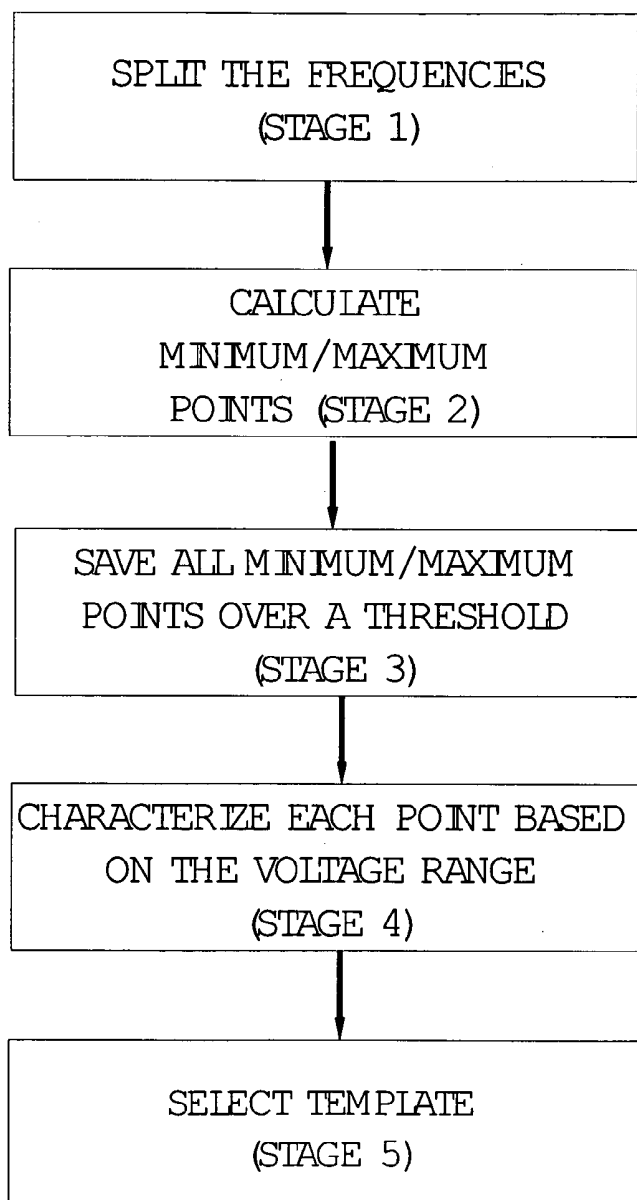 SPLIT THE FREQUENCIES
(STAGE 1)
CALCULATE
MINIMUM/MAXIMUM
POINTS (STAGE 2)
SAVE ALL MINIMUM/MAXIMUM
POINTS OVER A THRESHOLD
(STAGE 3)
CHARACTERIZE EACH POINT BASED
ON THE VOLTAGE RANGE
(STAGE 4)
SELECT TEMPLATE
(STAGE 5)